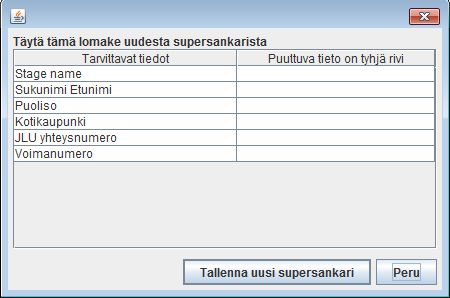 Täytä tämä lomake uudesta supersankarista
Tarvittavat tiedot Puuttuva tieto on tyhjä rivi
Stage name
Sukunimi Etunimi
Puoliso
Kotikaupunki
JLU yhteysnumero
Voimanumero
Tallenna uusi supersankari Peru